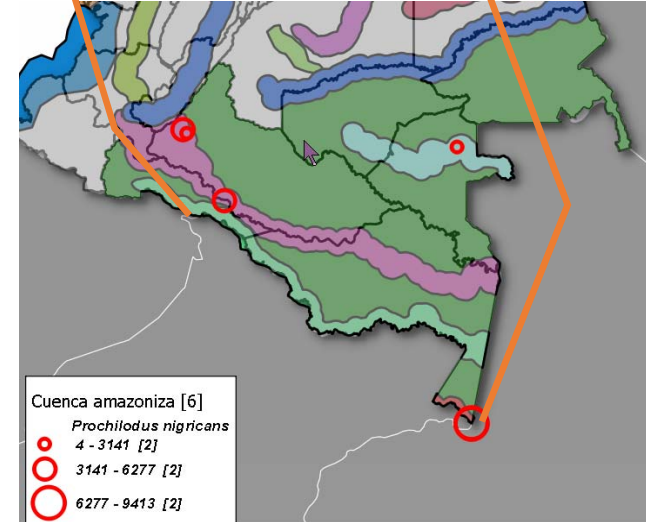 Cuenca amazoniza [6]
Prochilodus nigricans
4 - 3141 [2]
3141 - 6277 [2]
6277 - 9413 [2]